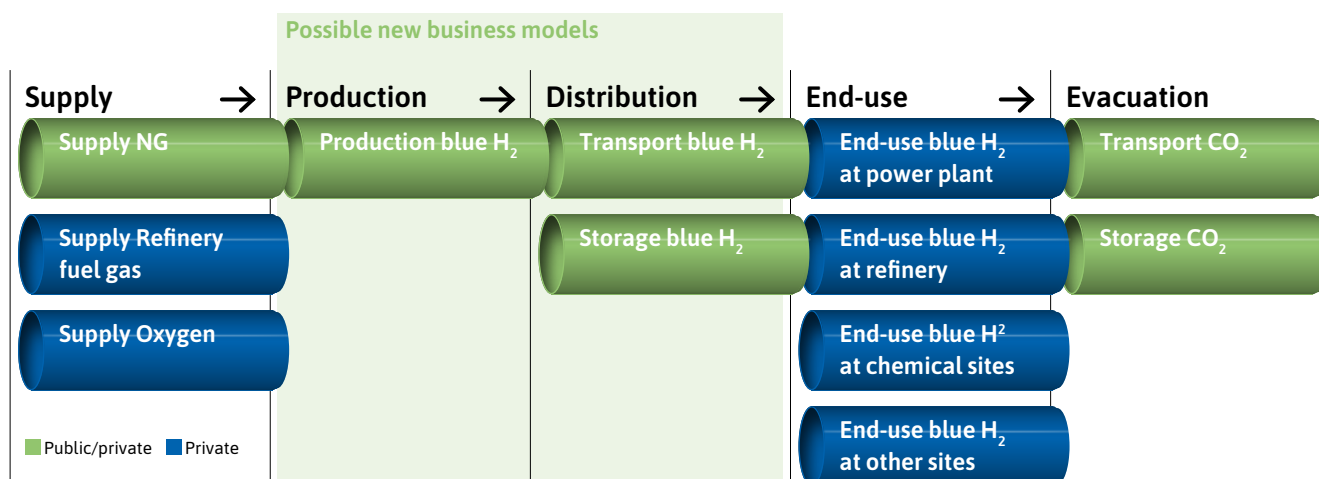 Possible new business models
Supply → Production → Distribution → End-use → Evacuation
Supply NG
Production blue H₂
Transport blue H₂
End-use blue H₂
at power plant
Transport CO₂
Supply Refinery
fuel gas
Storage blue H₂
End-use blue H₂
at refinery
Storage CO₂
Supply Oxygen
End-use blue H²
at chemical sites
End-use blue H₂
at other sites
Public/private Private